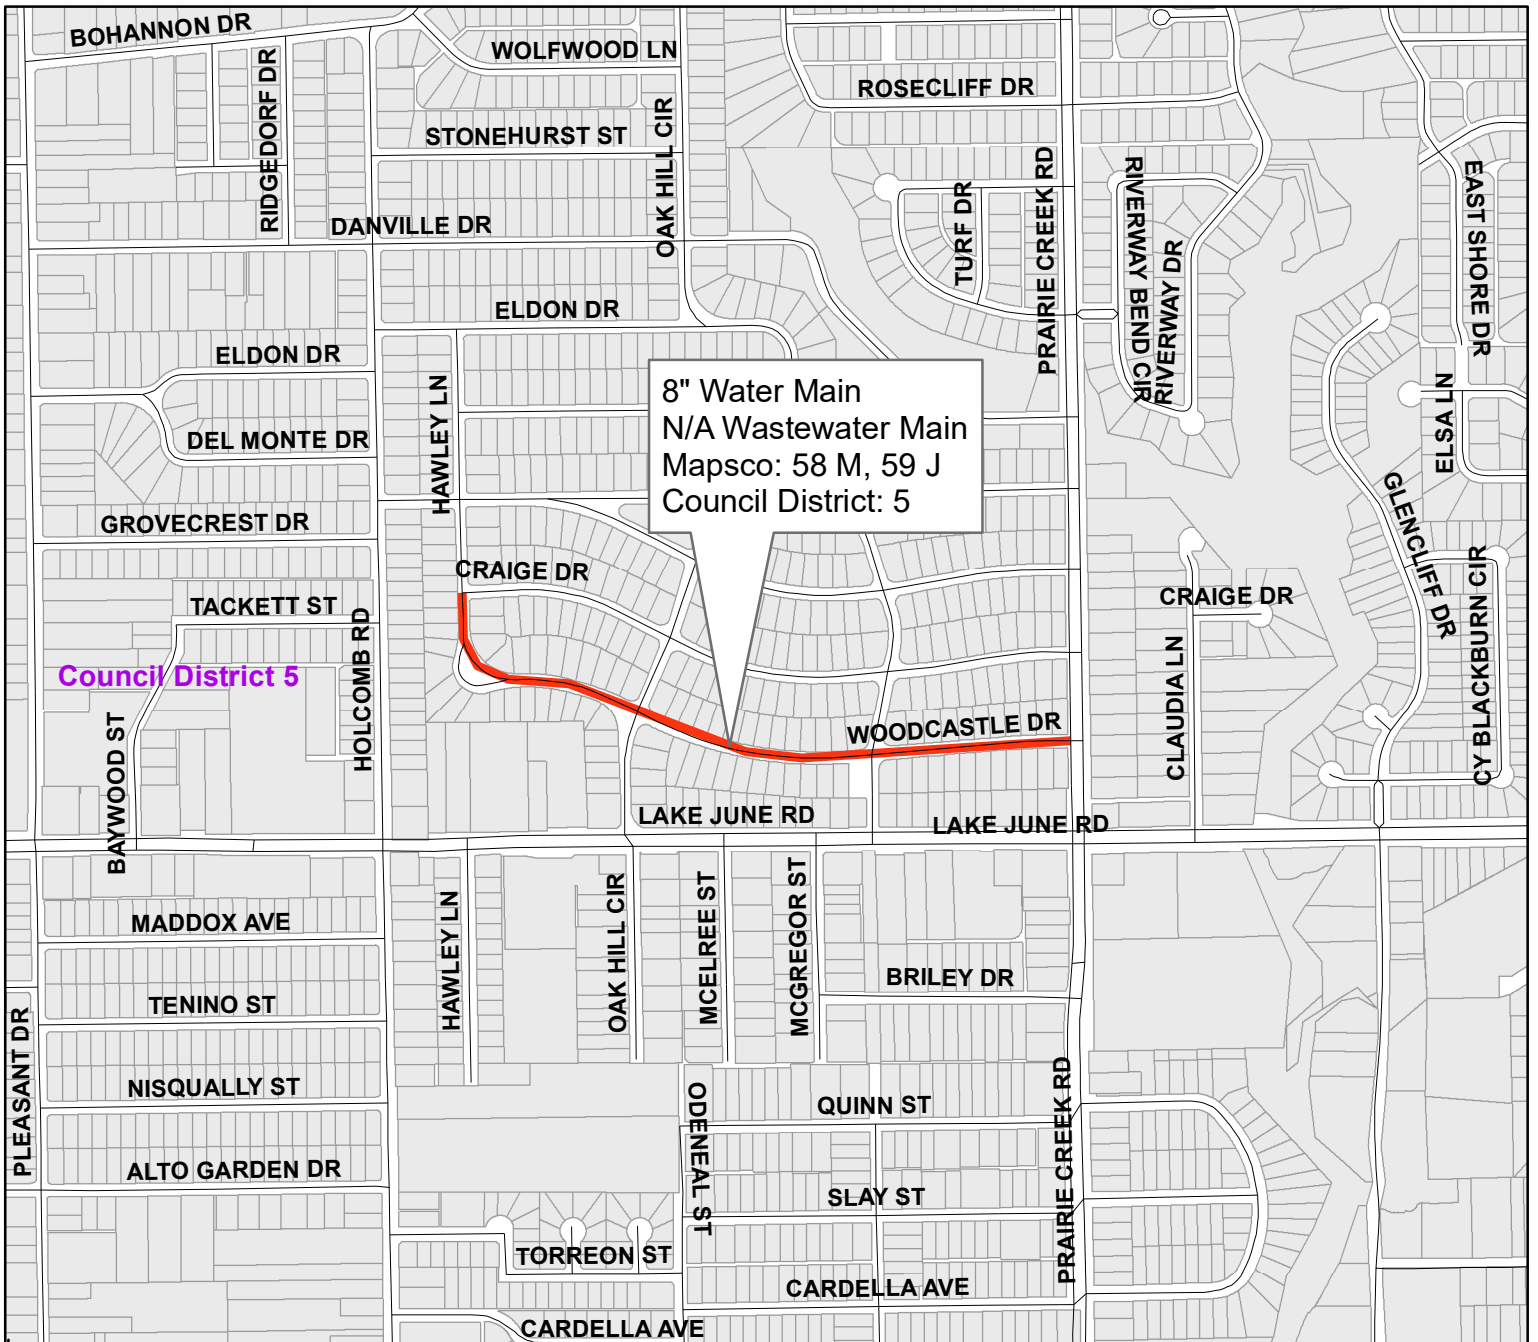 BOHANNON DR
WOLFWOOD LN
ROSECLIFF DR
RIDGEDORF DR
STONEHURST ST
OAK HILL CIR
DANVILLE DR
TURF DR
PRAIRIE CREEK RD
RIVERWAY BEND CIR
RIVERWAY DR
EAST SHORE DR
ELDON DR
ELDON DR
HAWLEY LN
8" Water Main
N/A Wastewater Main
Mapsco: 58 M, 59 J
Council District: 5
ELSA LN
DEL MONTE DR
GROVECREST DR
GLENCLIFF DR
CRAIGE DR
CRAIGE DR
TACKETT ST
HOLCOMB RD
CY BLACKBURN CIR
Council District 5
CLAUDIA LN
BAYWOOD ST
WOODCASTLE DR
LAKE JUNE RD
LAKE JUNE RD
MADDOX AVE
HAWLEY LN
OAK HILL CIR
MCELREE ST
MCGREGOR ST
BRILEY DR
TENINO ST
PLEASANT DR
NISQUALLY ST
ODENEAL ST
QUINN ST
PRAIRIE CREEK RD
ALTO GARDEN DR
SLAY ST
TORREON ST
CARDELLA AVE
CARDELLA AVE